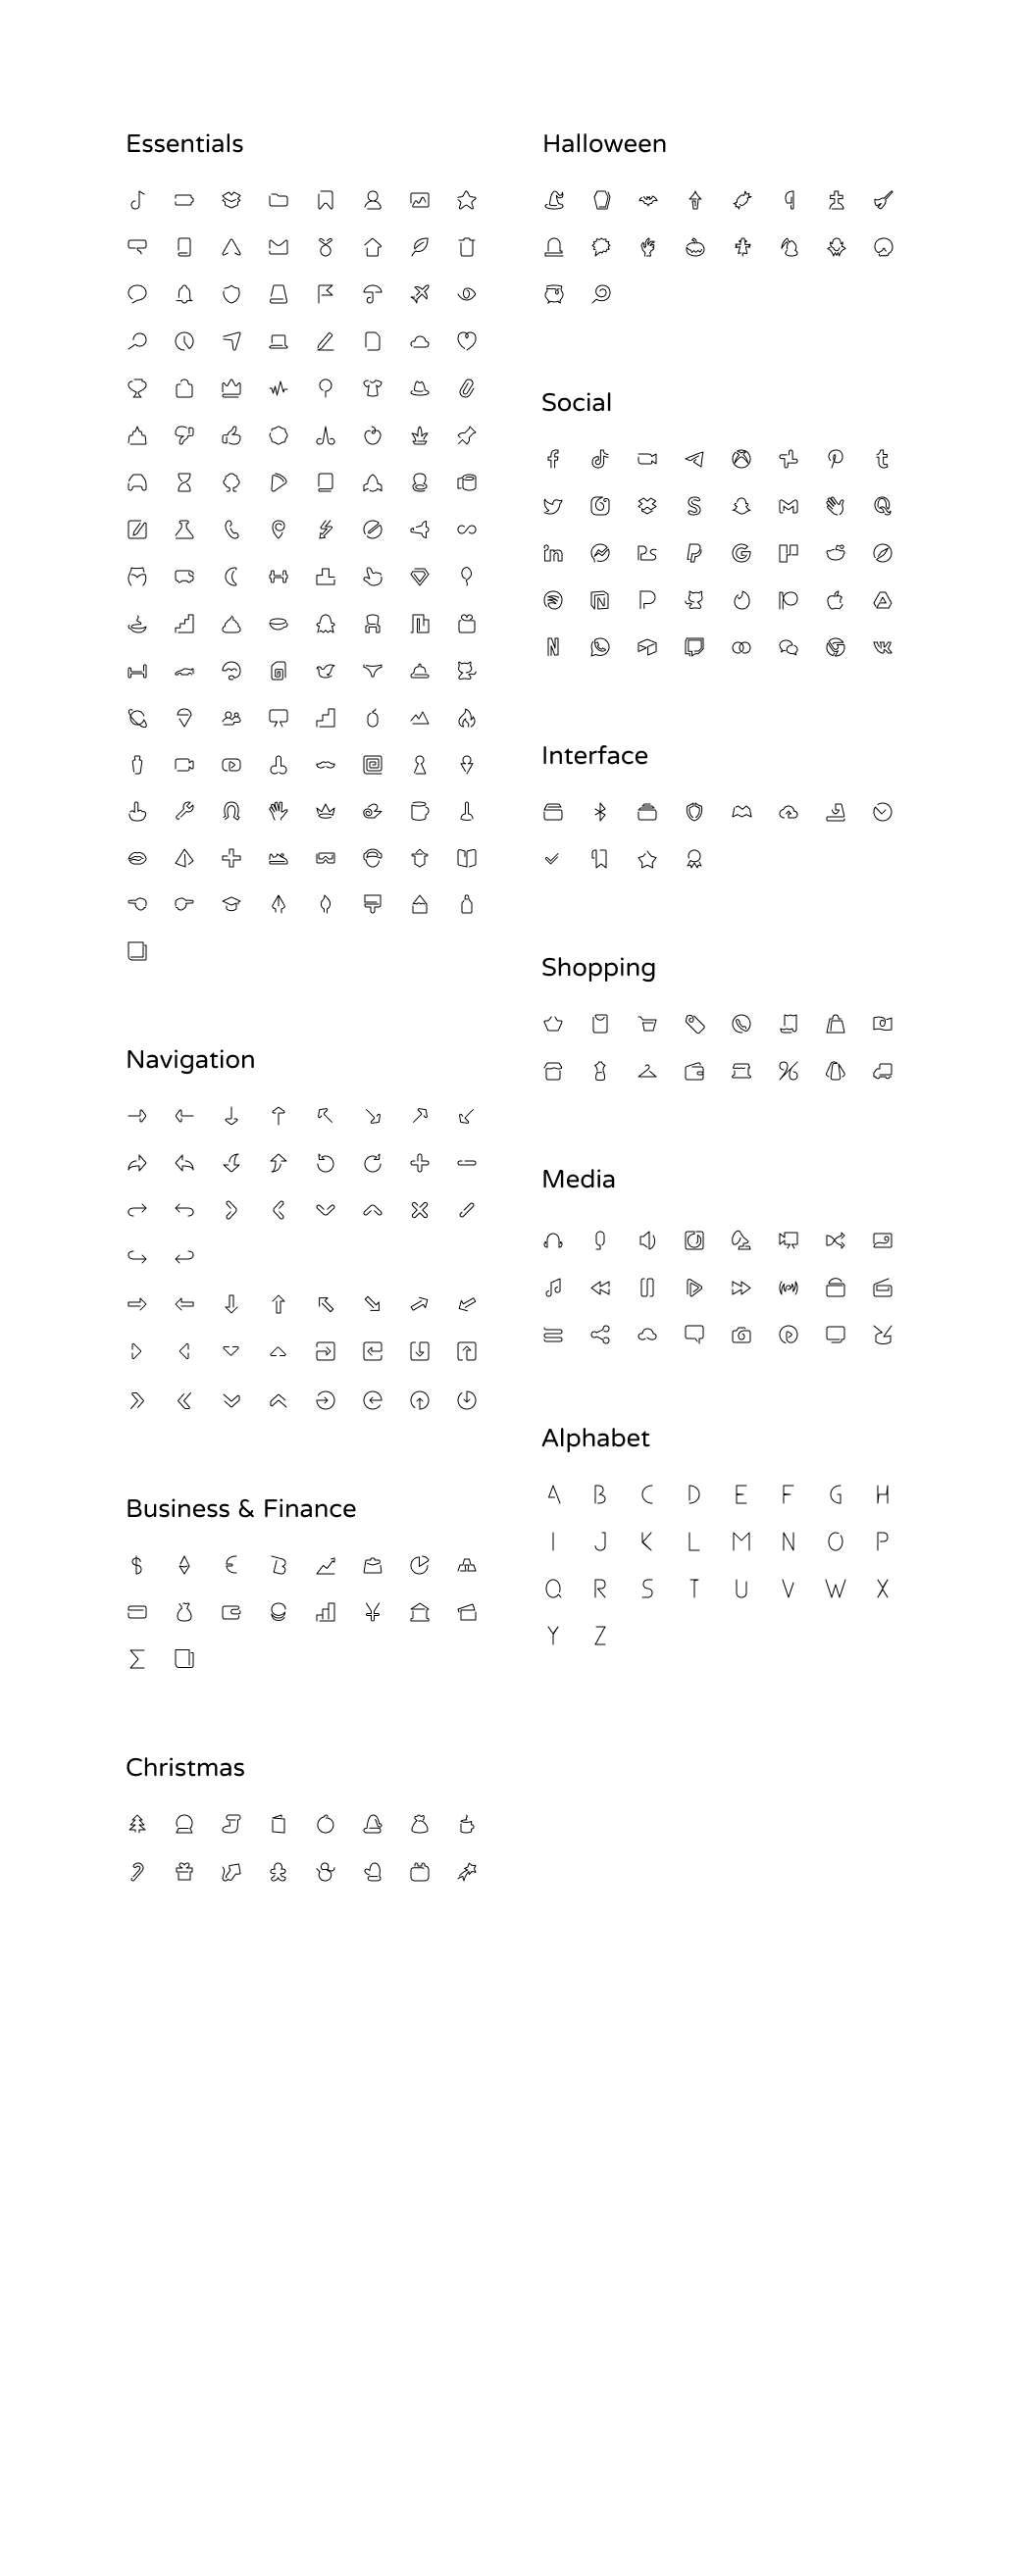 Essentials
Navigation
Business & Finance
Christmas
Halloween
Social
Interface
Shopping
Media
Alphabet
A B C D E F G H
I J K L M N O P
Q R S T U V W X
Y Z